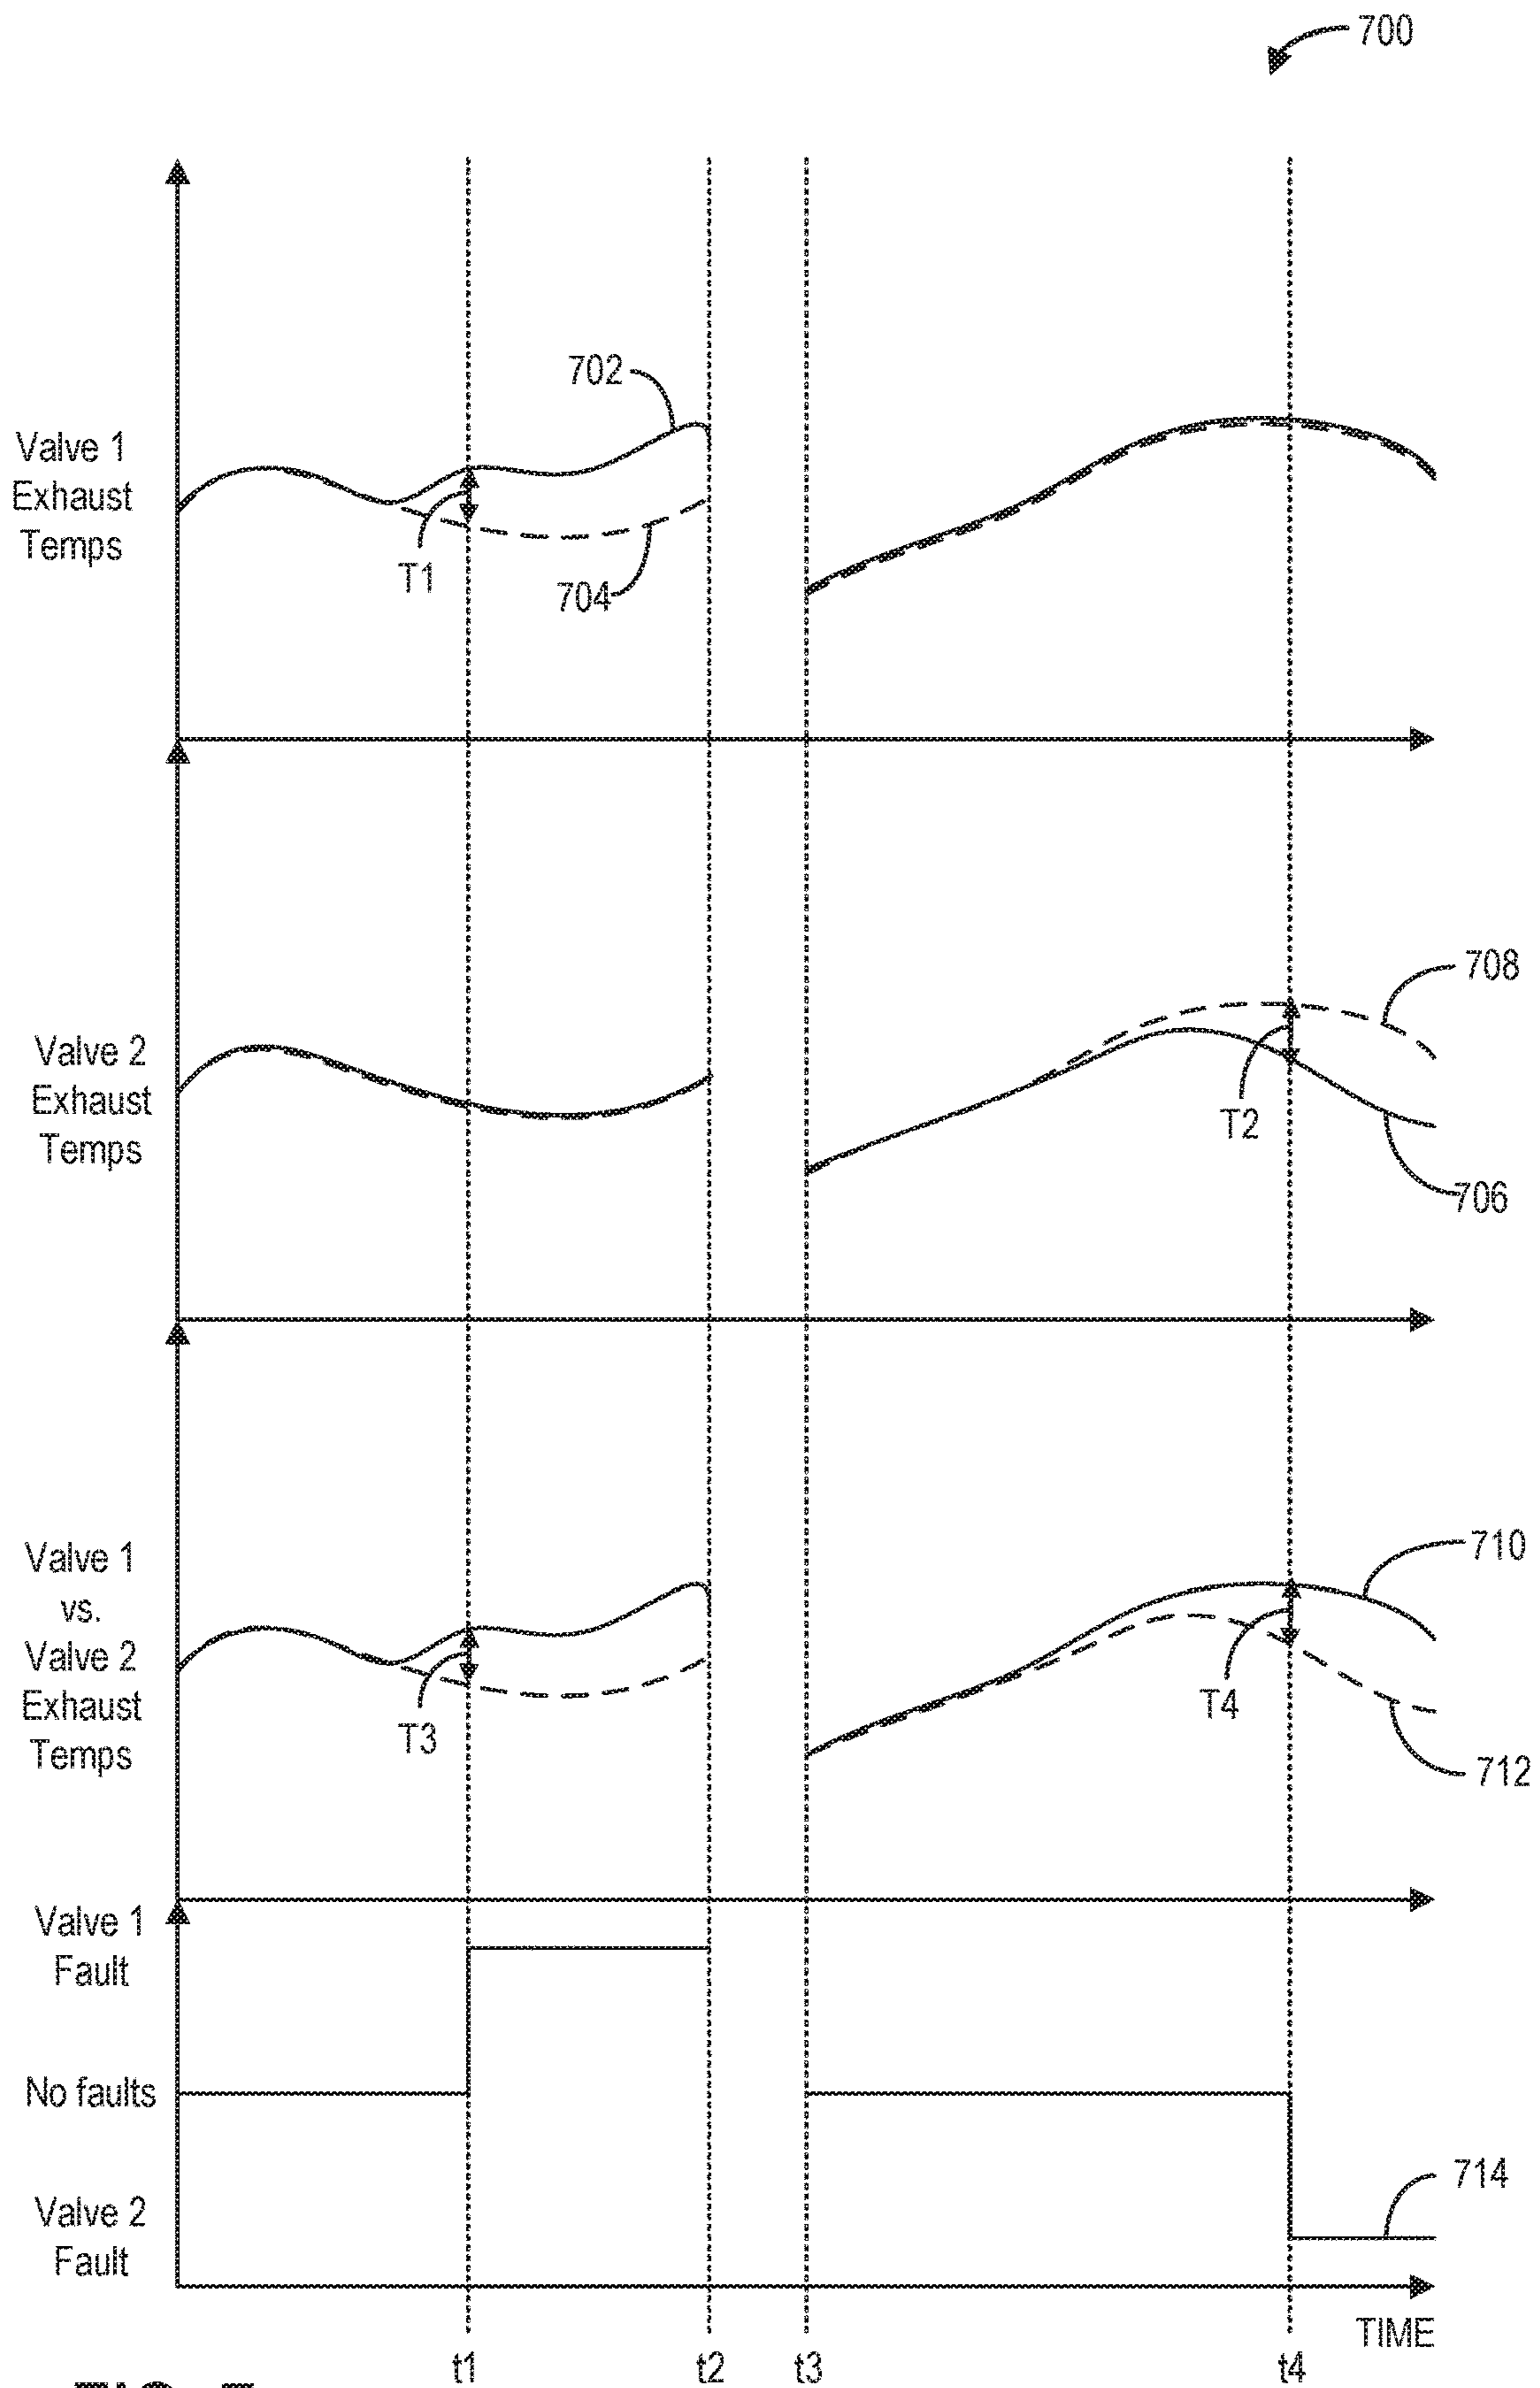 700
702
Valve 1
Exhaust
Temps
T1
704
708
Valve 2
Exhaust
Temps
T2
706
710
Valve 1
vs.
Valve 2
Exhaust
Temps
T3
T4
712
Valve 1
Fault
No faults
714
Valve 2
Fault
TIME
t1
t2
t3
t4